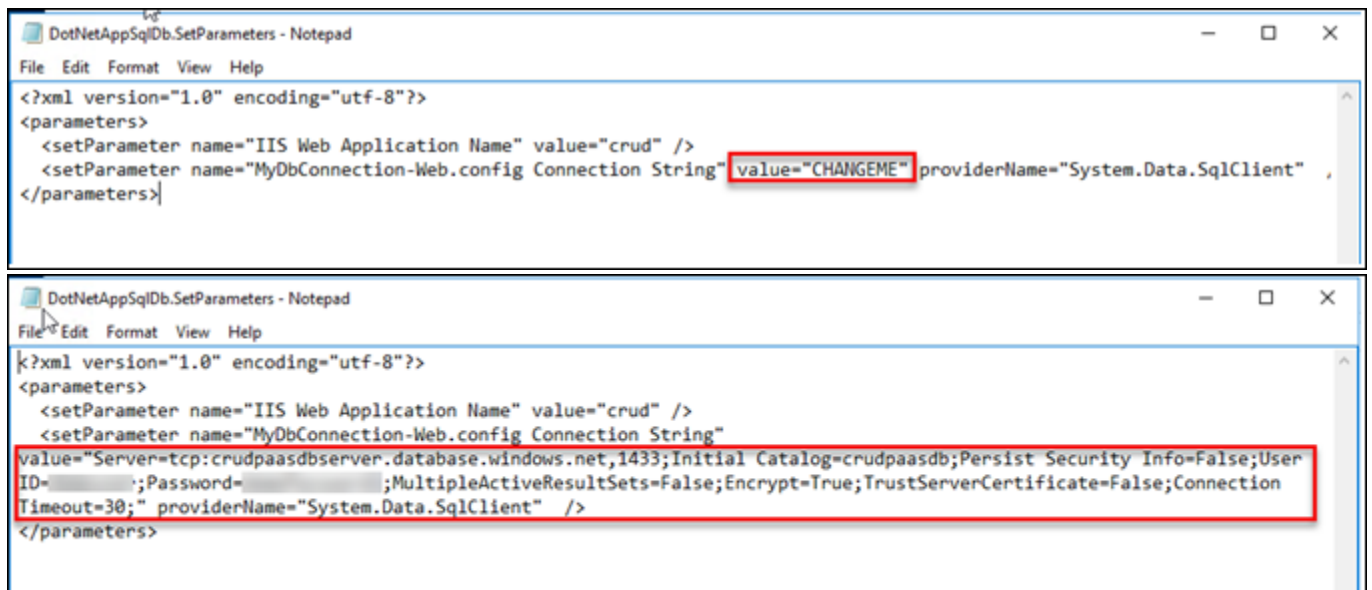 DotNetAppSqlDb.SetParameters - Notepad
File Edit Format View Help
<?xml version="1.0" encoding="utf-8"?>
<parameters>
<setParameter name="IIS Web Application Name" value="crud" />
<setParameter name="MyDbConnection-Web.config Connection String" value="CHANGEME" providerName="System.Data.SqlClient"
</parameters>
DotNetAppSqlDb.SetParameters - Notepad
File Edit Format View Help
<?xml version="1.0" encoding="utf-8"?>
<parameters>
<setParameter name="IIS Web Application Name" value="crud" />
<setParameter name="MyDbConnection-Web.config Connection String"
value="Server=tcp:crudpaasdbserver.database.windows.net,1433;Initial Catalog=crudpaasdb;Persist Security Info=False;User
ID= ;Password= ;MultipleActiveResultSets=False;Encrypt=True;TrustServerCertificate=False;Connection
Timeout=30;" providerName="System.Data.SqlClient" />
</parameters>